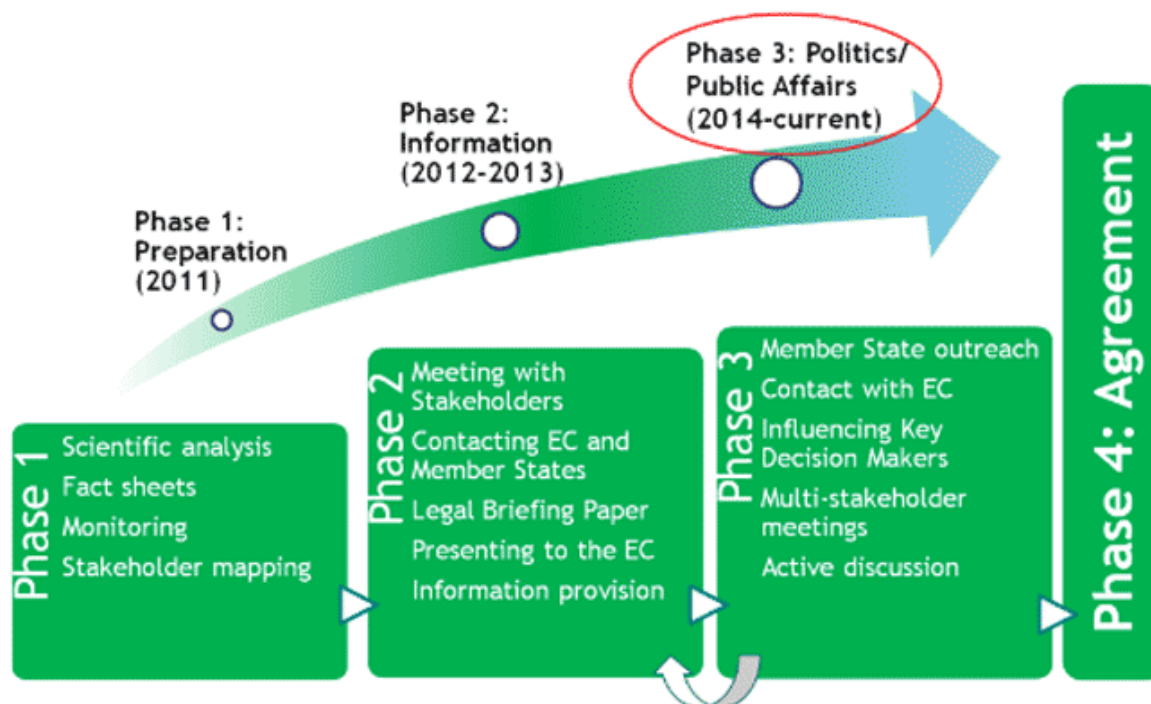 Phase 3: Politics/
Public Affairs
(2014-current)
Phase 2:
Information
(2012-2013)
Phase 1:
Preparation
(2011)
Phase 1
Scientific analysis
Fact sheets
Monitoring
Stakeholder mapping
Phase 2
Meeting with
Stakeholders
Contacting EC and
Member States
Legal Briefing Paper
Presenting to the EC
Information provision
Phase 3
Member State outreach
Contact with EC
Influencing Key
Decision Makers
Multi-stakeholder
meetings
Active discussion
Phase 4: Agreement